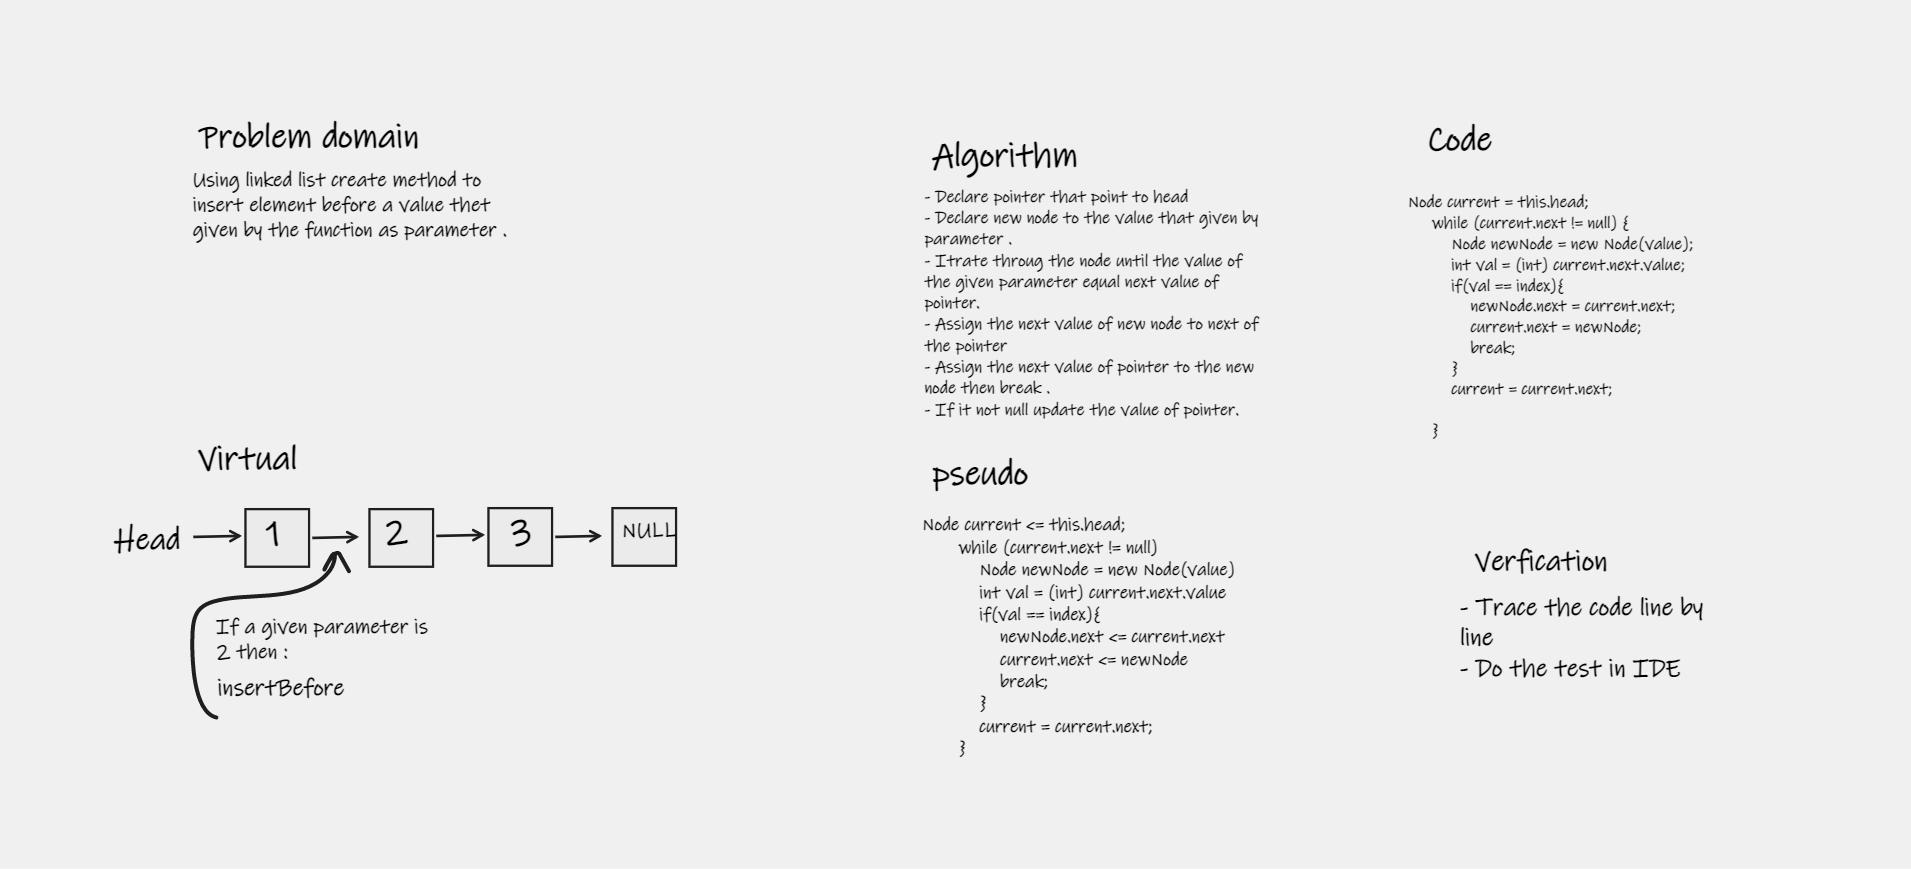 Problem domain
Using linked list create method to
insert element before a value thet
given by the function as parameter .
Virtual
Head
1
2
3
NULL
If a given parameter is
2 then :
insertBefore
Algorithm
- Declare pointer that point to head
- Declare new node to the value that given by
parameter .
- Itrate throug the node until the value of
the given parameter equal next value of
pointer.
- Assign the next value of new node to next of
the pointer
- Assign the next value of pointer to the new
node then break .
- If it not null update the value of pointer.
pseudo
Node current <= this.head;
while (current.next != null)
Node newNode = new Node(value)
int val = (int) current.next.value
if(val == index){
newNode.next <= current.next
current.next <= newNode
break;
}
current = current.next;
}
Code
Node current = this.head;
while (current.next != null) {
Node newNode = new Node(value);
int val = (int) current.next.value;
if(val == index){
newNode.next = current.next;
current.next = newNode;
break;
}
current = current.next;
}
Verfication
- Trace the code line by
line
- Do the test in IDE